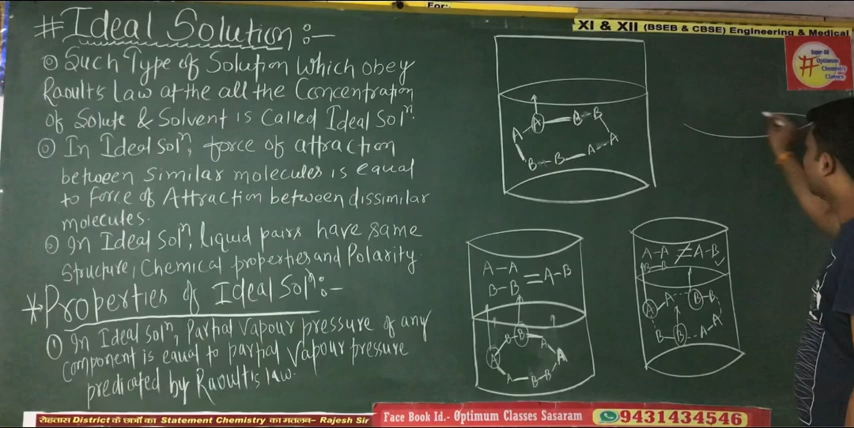 For:
XI & XII (BSEB & CBSE) Engineering & Medical
# Ideal Solution :-
Such Type of Solution Which obey
Raoult's Law at the all the Concentration
of Solute & Solvent is Called Ideal Solⁿ.
In Ideal Solⁿ, force of attraction
between Similar molecules is equal
to force of Attraction between dissimilar
molecules.
In Ideal Solⁿ, liquid pairs have same
Structure, Chemical properties and Polarity
* Properties of Ideal Solⁿ :-
① In Ideal Solⁿ, Partial Vapour pressure of any
component is equal to partial Vapour pressure
predicated by Raoult's law.
A A B B
B B A A
A-A
B-B = A-B
B B
A A
A B B
A-A
B-B ≠ A-B
A A B B
B B A A
#
Optimum
Chemistry
Classes
रोहतास District के छात्रों का Statement Chemistry का मतलब– Rajesh Sir
Face Book Id.- Optimum Classes Sasaram
9431434546